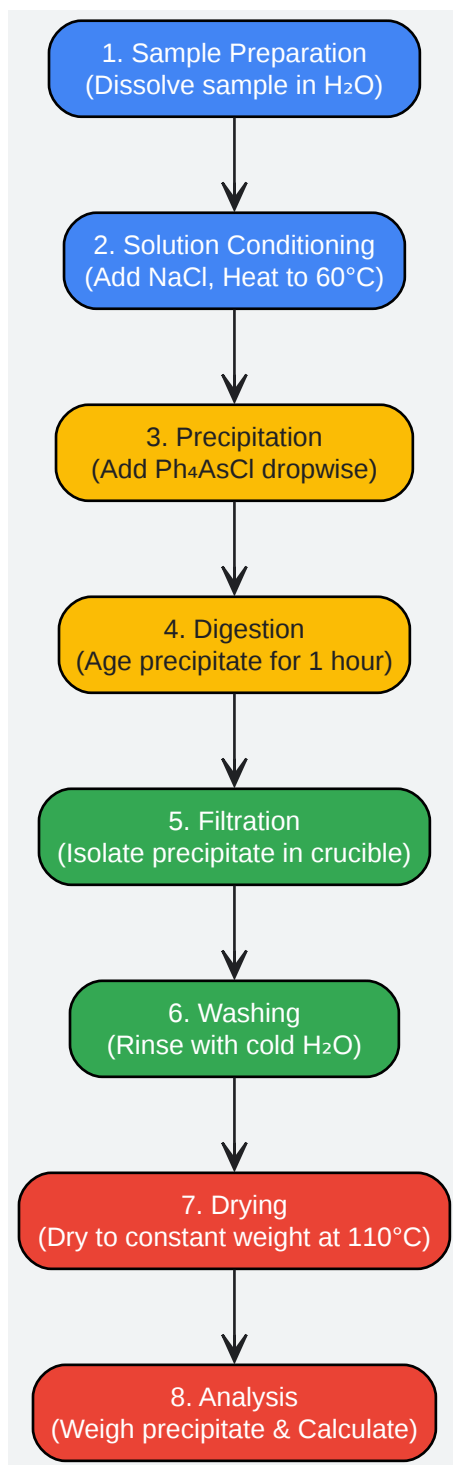 1. Sample Preparation
(Dissolve sample in H₂O)
2. Solution Conditioning
(Add NaCl, Heat to 60°C)
3. Precipitation
(Add Ph₄AsCl dropwise)
4. Digestion
(Age precipitate for 1 hour)
5. Filtration
(Isolate precipitate in crucible)
6. Washing
(Rinse with cold H₂O)
7. Drying
(Dry to constant weight at 110°C)
8. Analysis
(Weigh precipitate & Calculate)